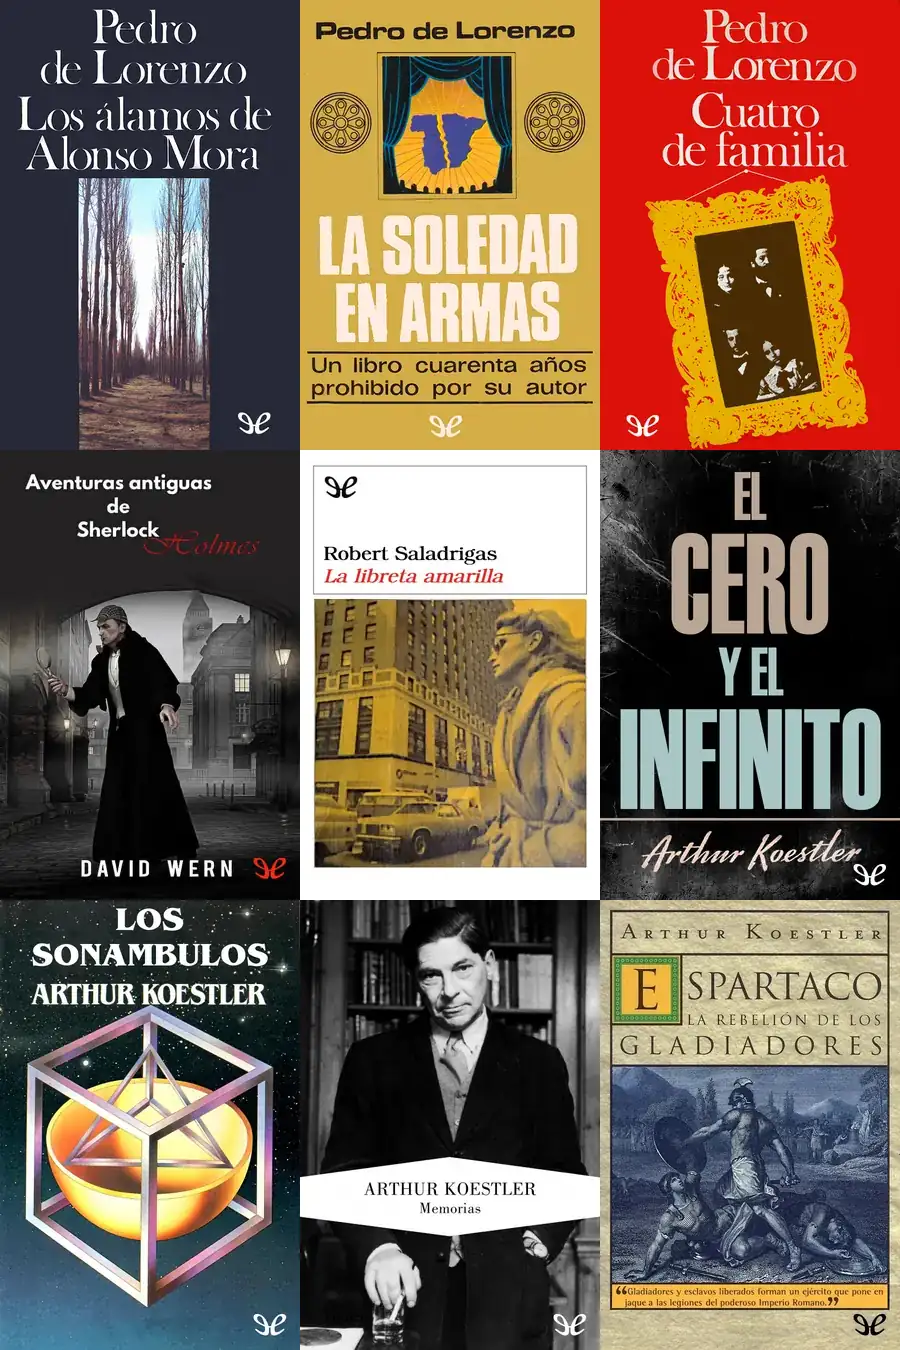 Pedro
de Lorenzo
Los álamos de
Alonso Mora
Pedro de Lorenzo
LA SOLEDAD
EN ARMAS
Un libro cuarenta años
prohibido por su autor
Pedro
de Lorenzo
Cuatro
de familia
Aventuras antiguas
de
Sherlock
Holmes
DAVID WERN
Robert Saladrigas
La libreta amarilla
EL
CERO
Y EL
INFINITO
Arthur Koestler
LOS
SONAMBULOS
ARTHUR KOESTLER
ARTHUR KOESTLER
Memorias
ARTHUR KOESTLER
ESPARTACO
LA REBELIÓN DE LOS
GLADIADORES
“Gladiadores y esclavos liberados forman un ejército que pone en
jaque a las legiones del poderoso Imperio Romano.”